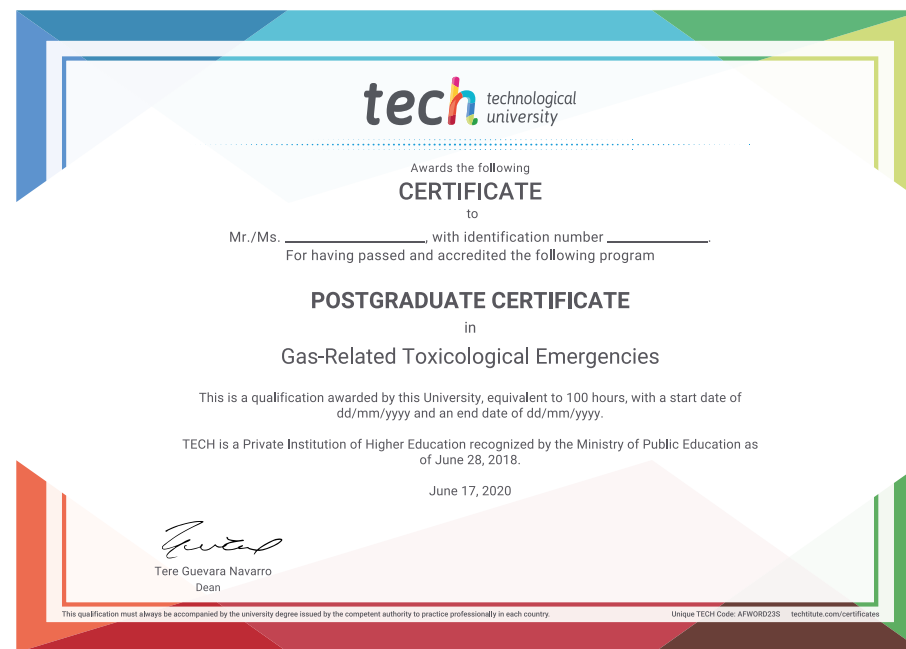 tech technological
university
Awards the following
CERTIFICATE
to
Mr./Ms. ____________________, with identification number ______________.
For having passed and accredited the following program
POSTGRADUATE CERTIFICATE
in
Gas-Related Toxicological Emergencies
This is a qualification awarded by this University, equivalent to 100 hours, with a start date of
dd/mm/yyyy and an end date of dd/mm/yyyy.
TECH is a Private Institution of Higher Education recognized by the Ministry of Public Education as
of June 28, 2018.
June 17, 2020
Tere Guevara Navarro
Dean
This qualification must always be accompanied by the university degree issued by the competent authority to practice professionally in each country.
Unique TECH Code: AFWORD23S techtitute.com/certificates